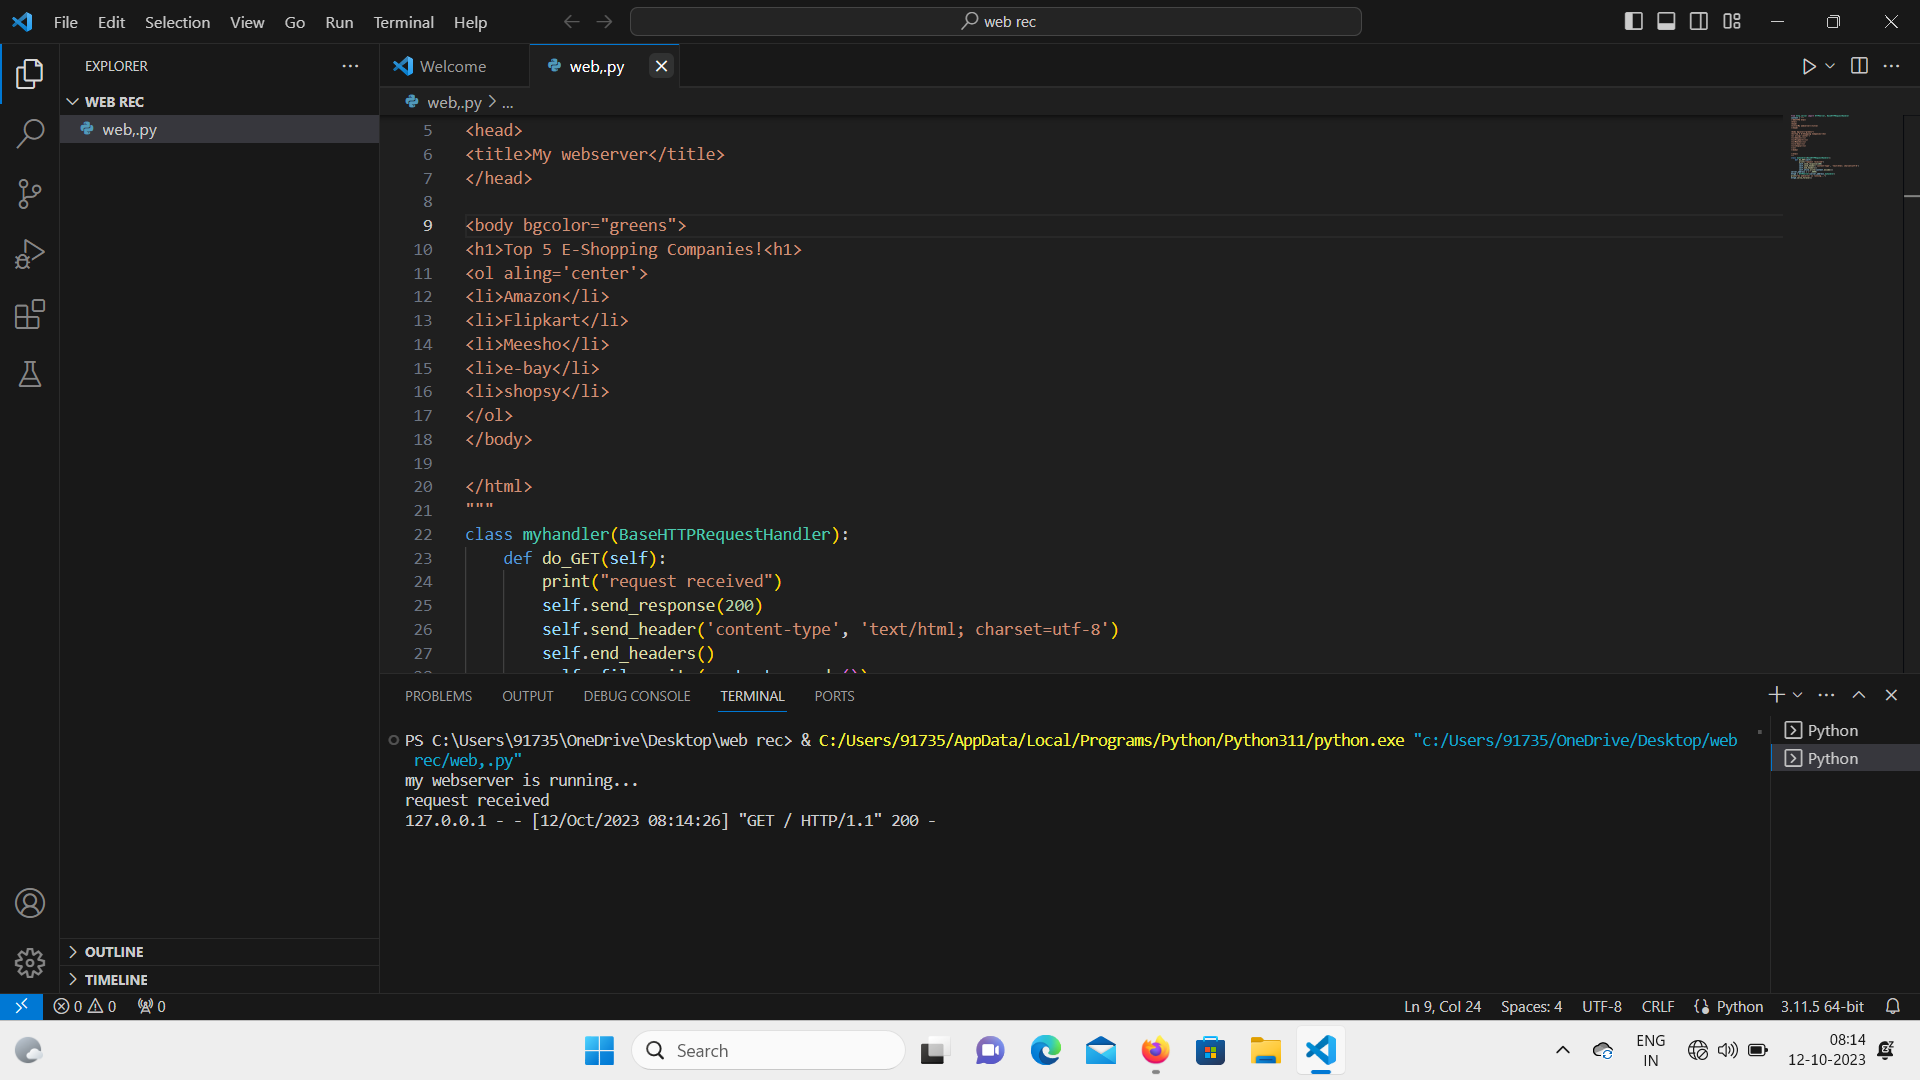 File Edit Selection View Go Run Terminal Help
web rec
EXPLORER
Welcome
web,.py
WEB REC
web,.py
web,.py > ...
5 <head>
6 <title>My webserver</title>
7 </head>
8
9 <body bgcolor="greens">
10 <h1>Top 5 E-Shopping Companies!<h1>
11 <ol aling='center'>
12 <li>Amazon</li>
13 <li>Flipkart</li>
14 <li>Meesho</li>
15 <li>e-bay</li>
16 <li>shopsy</li>
17 </ol>
18 </body>
19
20 </html>
21 """
22 class myhandler(BaseHTTPRequestHandler):
23 def do_GET(self):
24 print("request received")
25 self.send_response(200)
26 self.send_header('content-type', 'text/html; charset=utf-8')
27 self.end_headers()
PROBLEMS OUTPUT DEBUG CONSOLE TERMINAL PORTS
PS C:\Users\91735\OneDrive\Desktop\web rec> & C:/Users/91735/AppData/Local/Programs/Python/Python311/python.exe "c:/Users/91735/OneDrive/Desktop/web
rec/web,.py"
my webserver is running...
request received
127.0.0.1 - - [12/Oct/2023 08:14:26] "GET / HTTP/1.1" 200 -
Python
Python
OUTLINE
TIMELINE
0 0 0
Ln 9, Col 24 Spaces: 4 UTF-8 CRLF Python 3.11.5 64-bit
Search
ENG
IN
08:14
12-10-2023